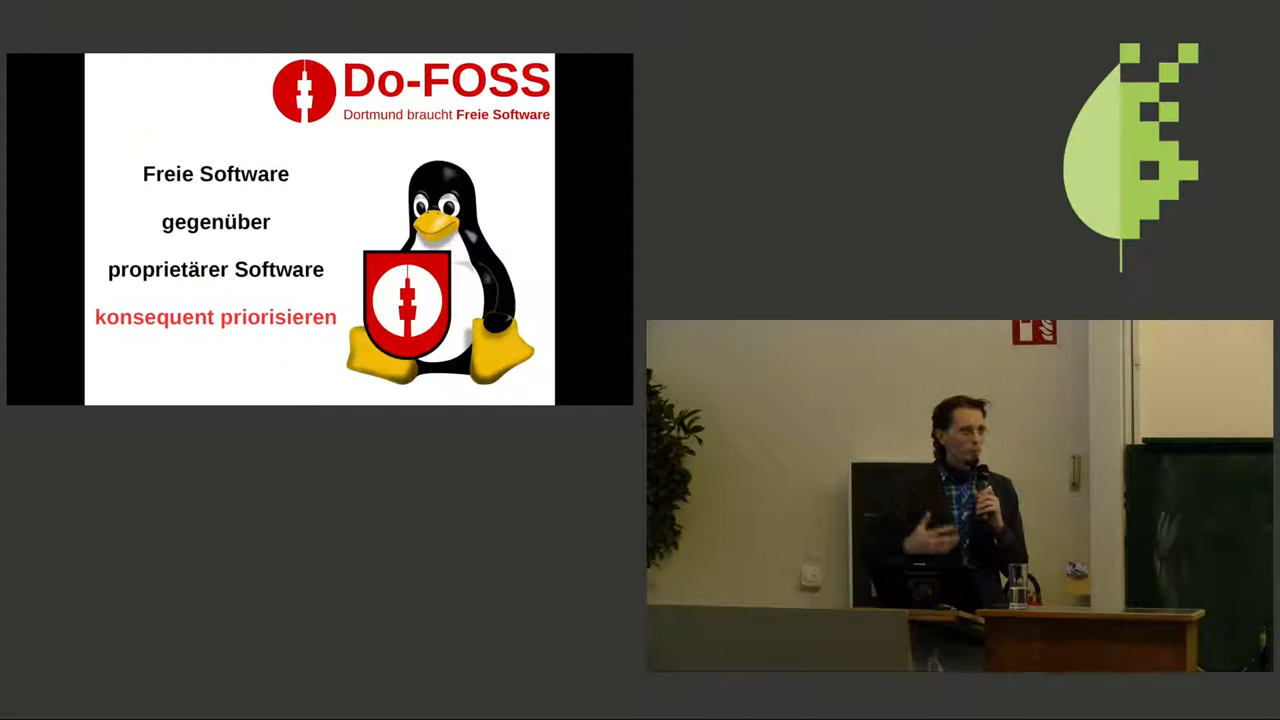 Do-FOSS
Dortmund braucht Freie Software
Freie Software
gegenüber
proprietärer Software
konsequent priorisieren